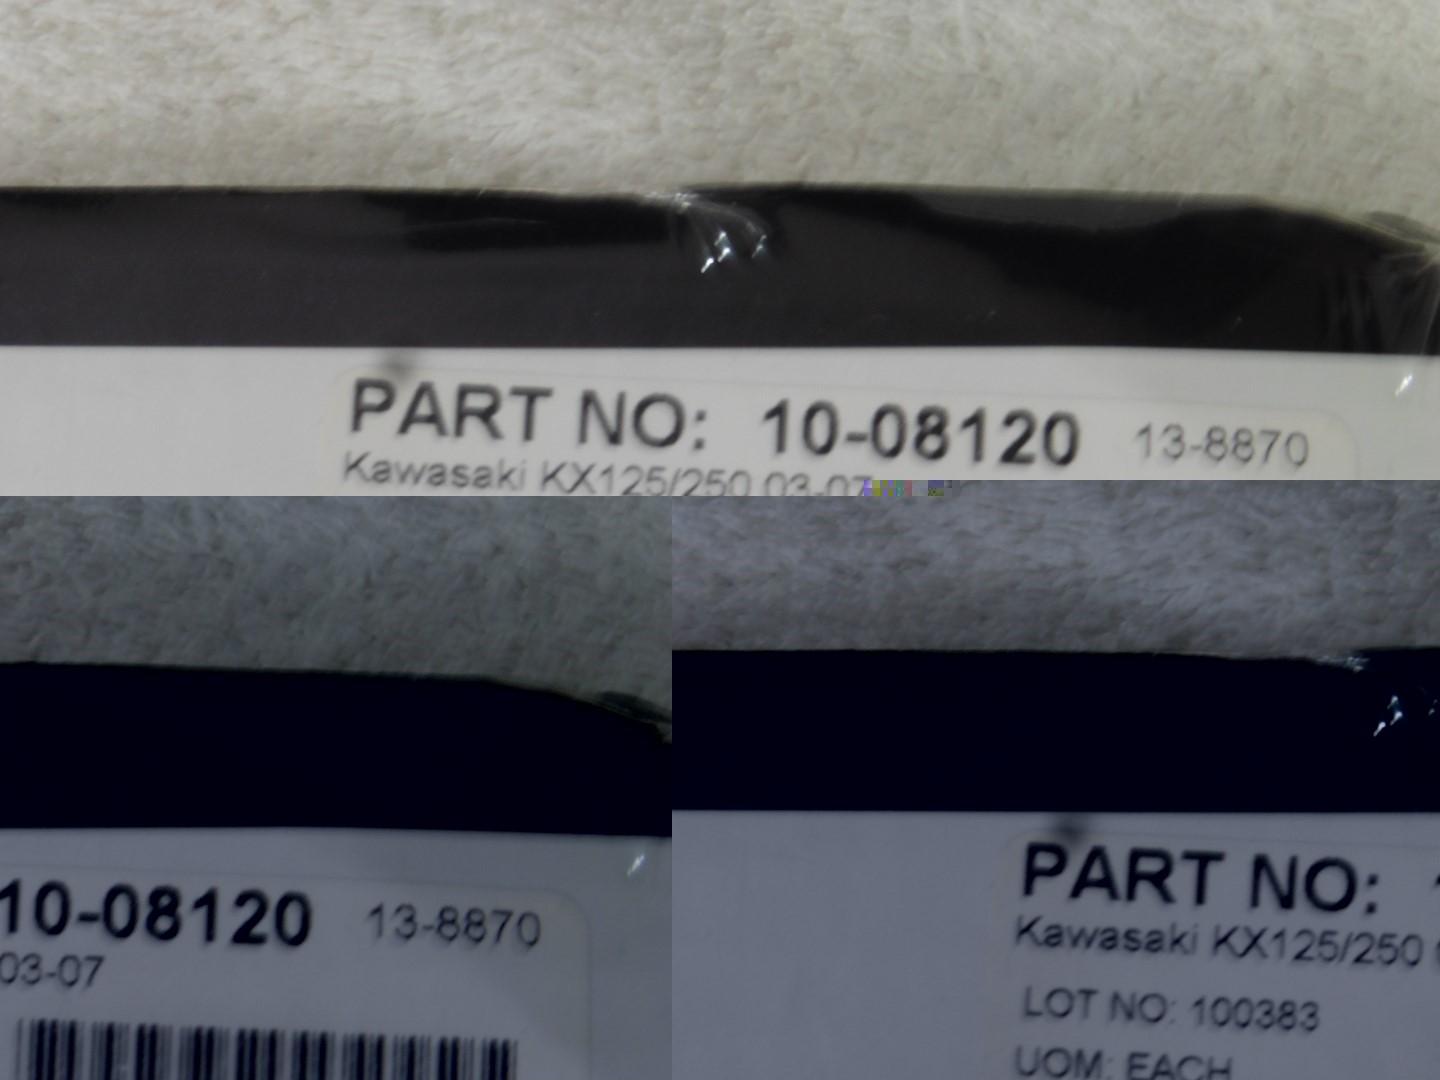 PART NO: 10-08120 13-8870
Kawasaki KX125/250 03-07
10-08120 13-8870
03-07
PART NO:
Kawasaki KX125/250
LOT NO: 100383
UOM: EACH